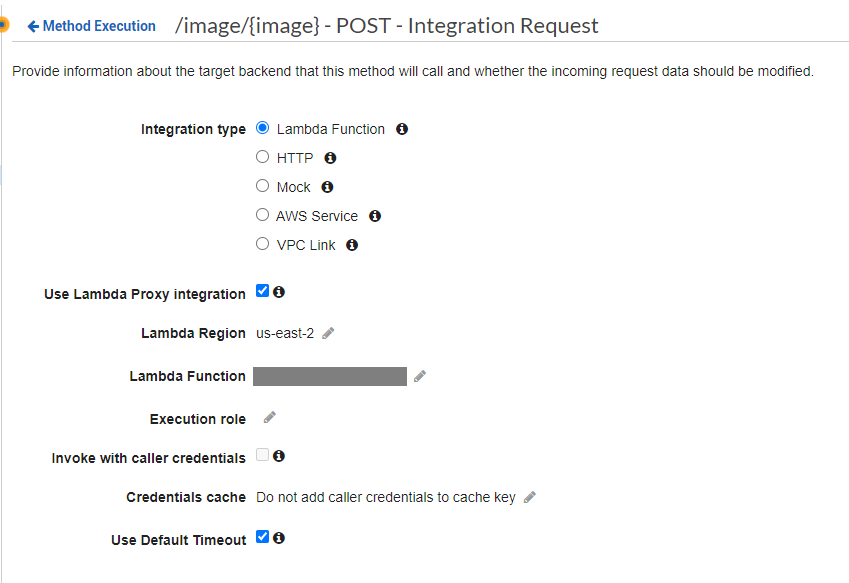 Method Execution /image/{image} - POST - Integration Request
Provide information about the target backend that this method will call and whether the incoming request data should be modified.
Integration type Lambda Function
HTTP
Mock
AWS Service
VPC Link
Use Lambda Proxy integration
Lambda Region us-east-2
Lambda Function
Execution role
Invoke with caller credentials
Credentials cache Do not add caller credentials to cache key
Use Default Timeout